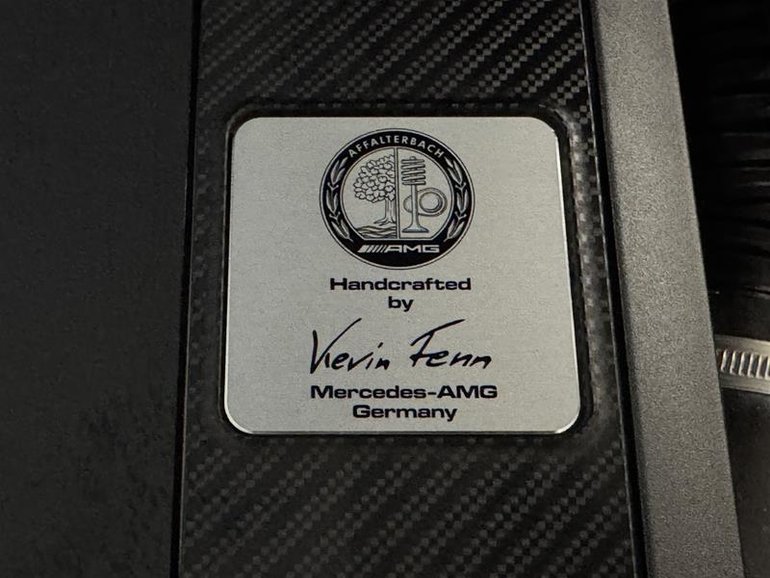 AFFALTERBACH
AMG
Handcrafted
by
Kevin Fenn
Mercedes-AMG
Germany